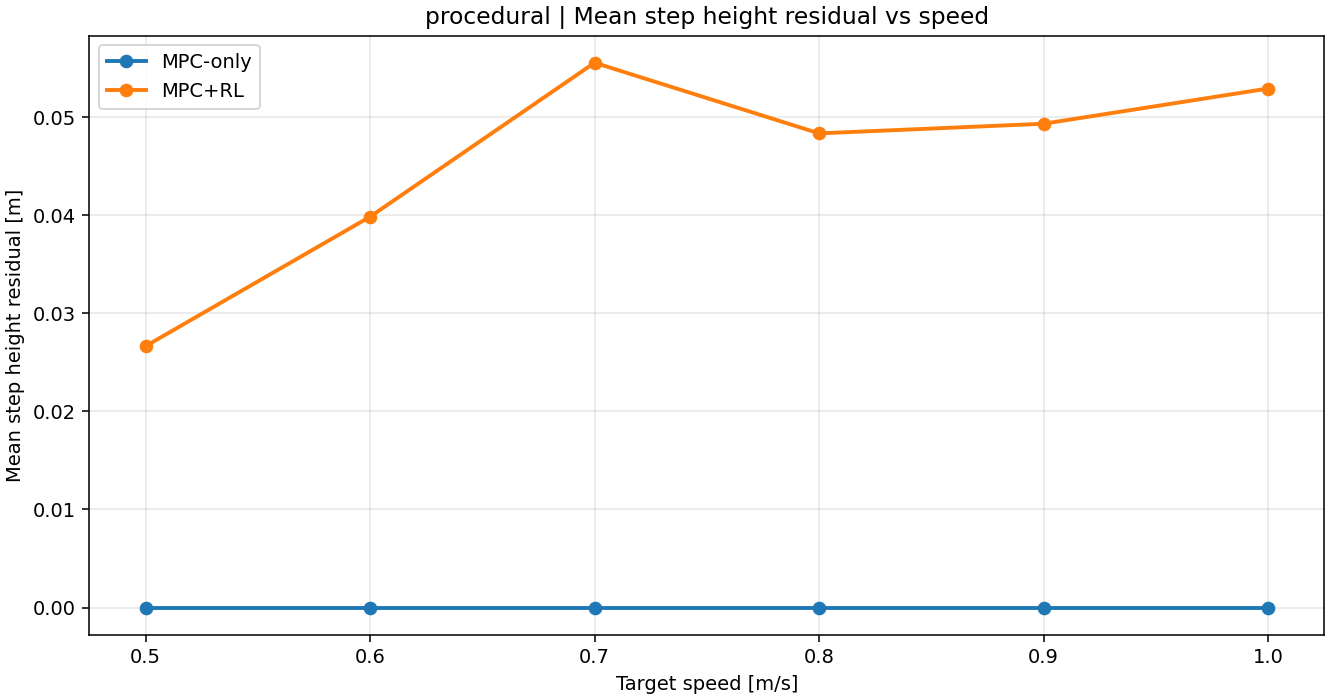 procedural | Mean step height residual vs speed
MPC-only
MPC+RL
Mean step height residual [m]
0.05
0.04
0.03
0.02
0.01
0.00
0.5 0.6 0.7 0.8 0.9 1.0
Target speed [m/s]